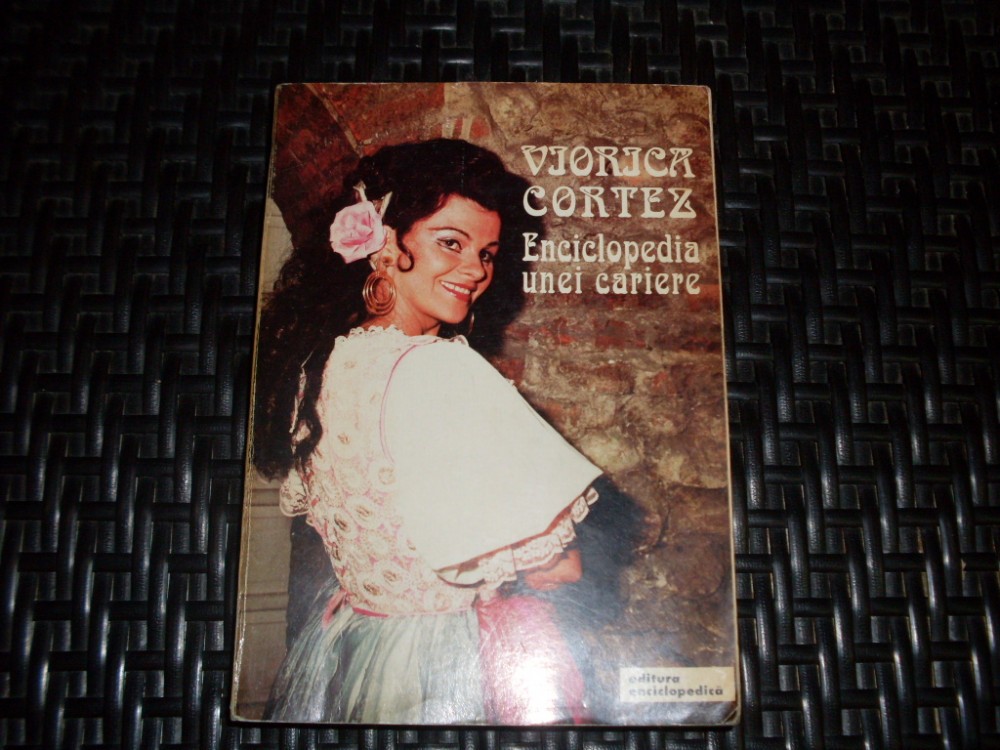 VIORICA
CORTEZ
Enciclopedia
unei cariere
editura
enciclopedică